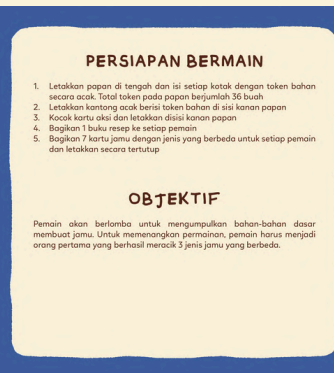 PERSIAPAN BERMAIN
1. Letakkan papan di tengah dan isi setiap kotak dengan token bahan
secara acak. Total token pada papan berjumlah 36 buah
2. Letakkan kantong acak berisi token bahan di sisi kanan papan
3. Kocok kartu aksi dan letakkan disisi kanan papan
4. Bagikan 1 buku resep ke setiap pemain
5. Bagikan 7 kartu jamu dengan jenis yang berbeda untuk setiap pemain
dan letakkan secara tertutup
OBJEKTIF
Pemain akan berlomba untuk mengumpulkan bahan-bahan dasar
membuat jamu. Untuk memenangkan permainan, pemain harus menjadi
orang pertama yang berhasil meracik 3 jenis jamu yang berbeda.